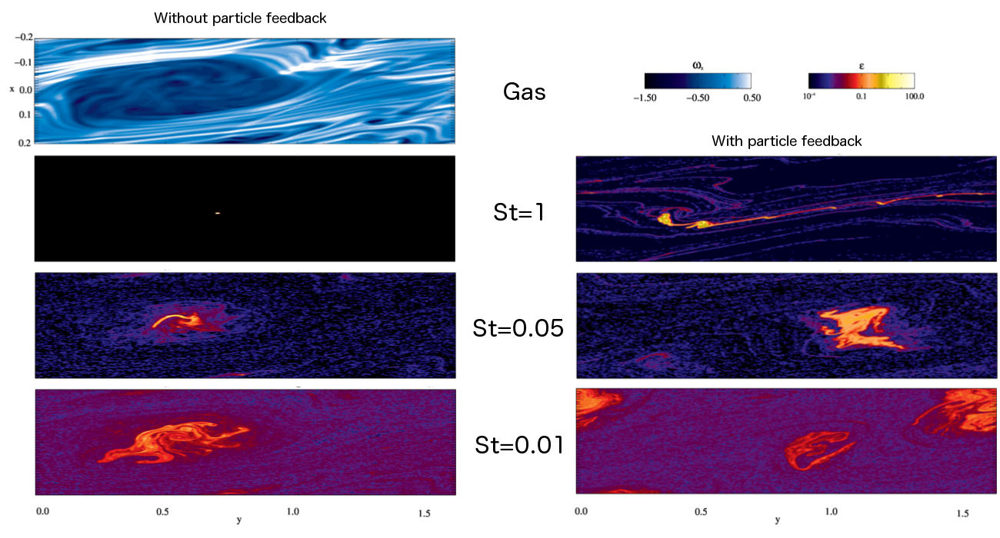 Without particle feedback
−0.2
−0.1
x 0.0
0.1
0.2
Gas
ω𝓏
−1.50 −0.50 0.50
ε
10⁻⁴ 0.1 100.0
With particle feedback
St=1
St=0.05
St=0.01
0.0 0.5 1.0 1.5
y
0.0 0.5 1.0 1.5
y